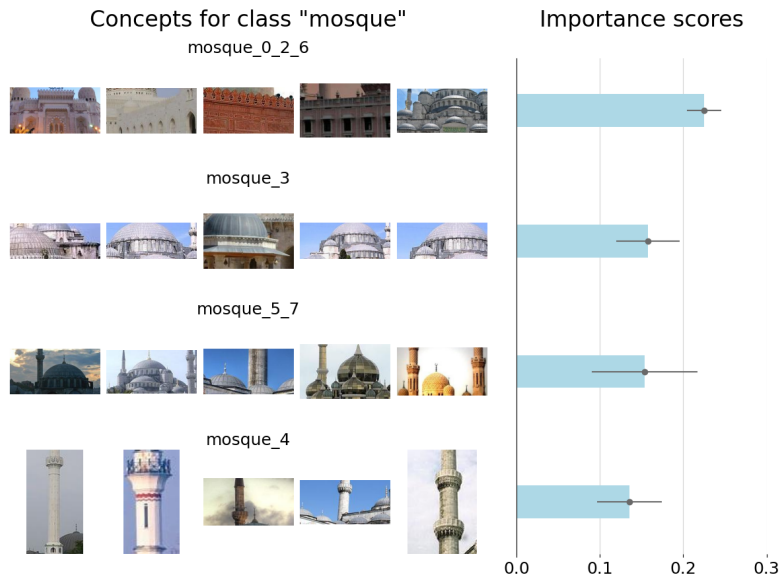 Concepts for class "mosque"
Importance scores
mosque_0_2_6
mosque_3
mosque_5_7
mosque_4
0.0 0.1 0.2 0.3